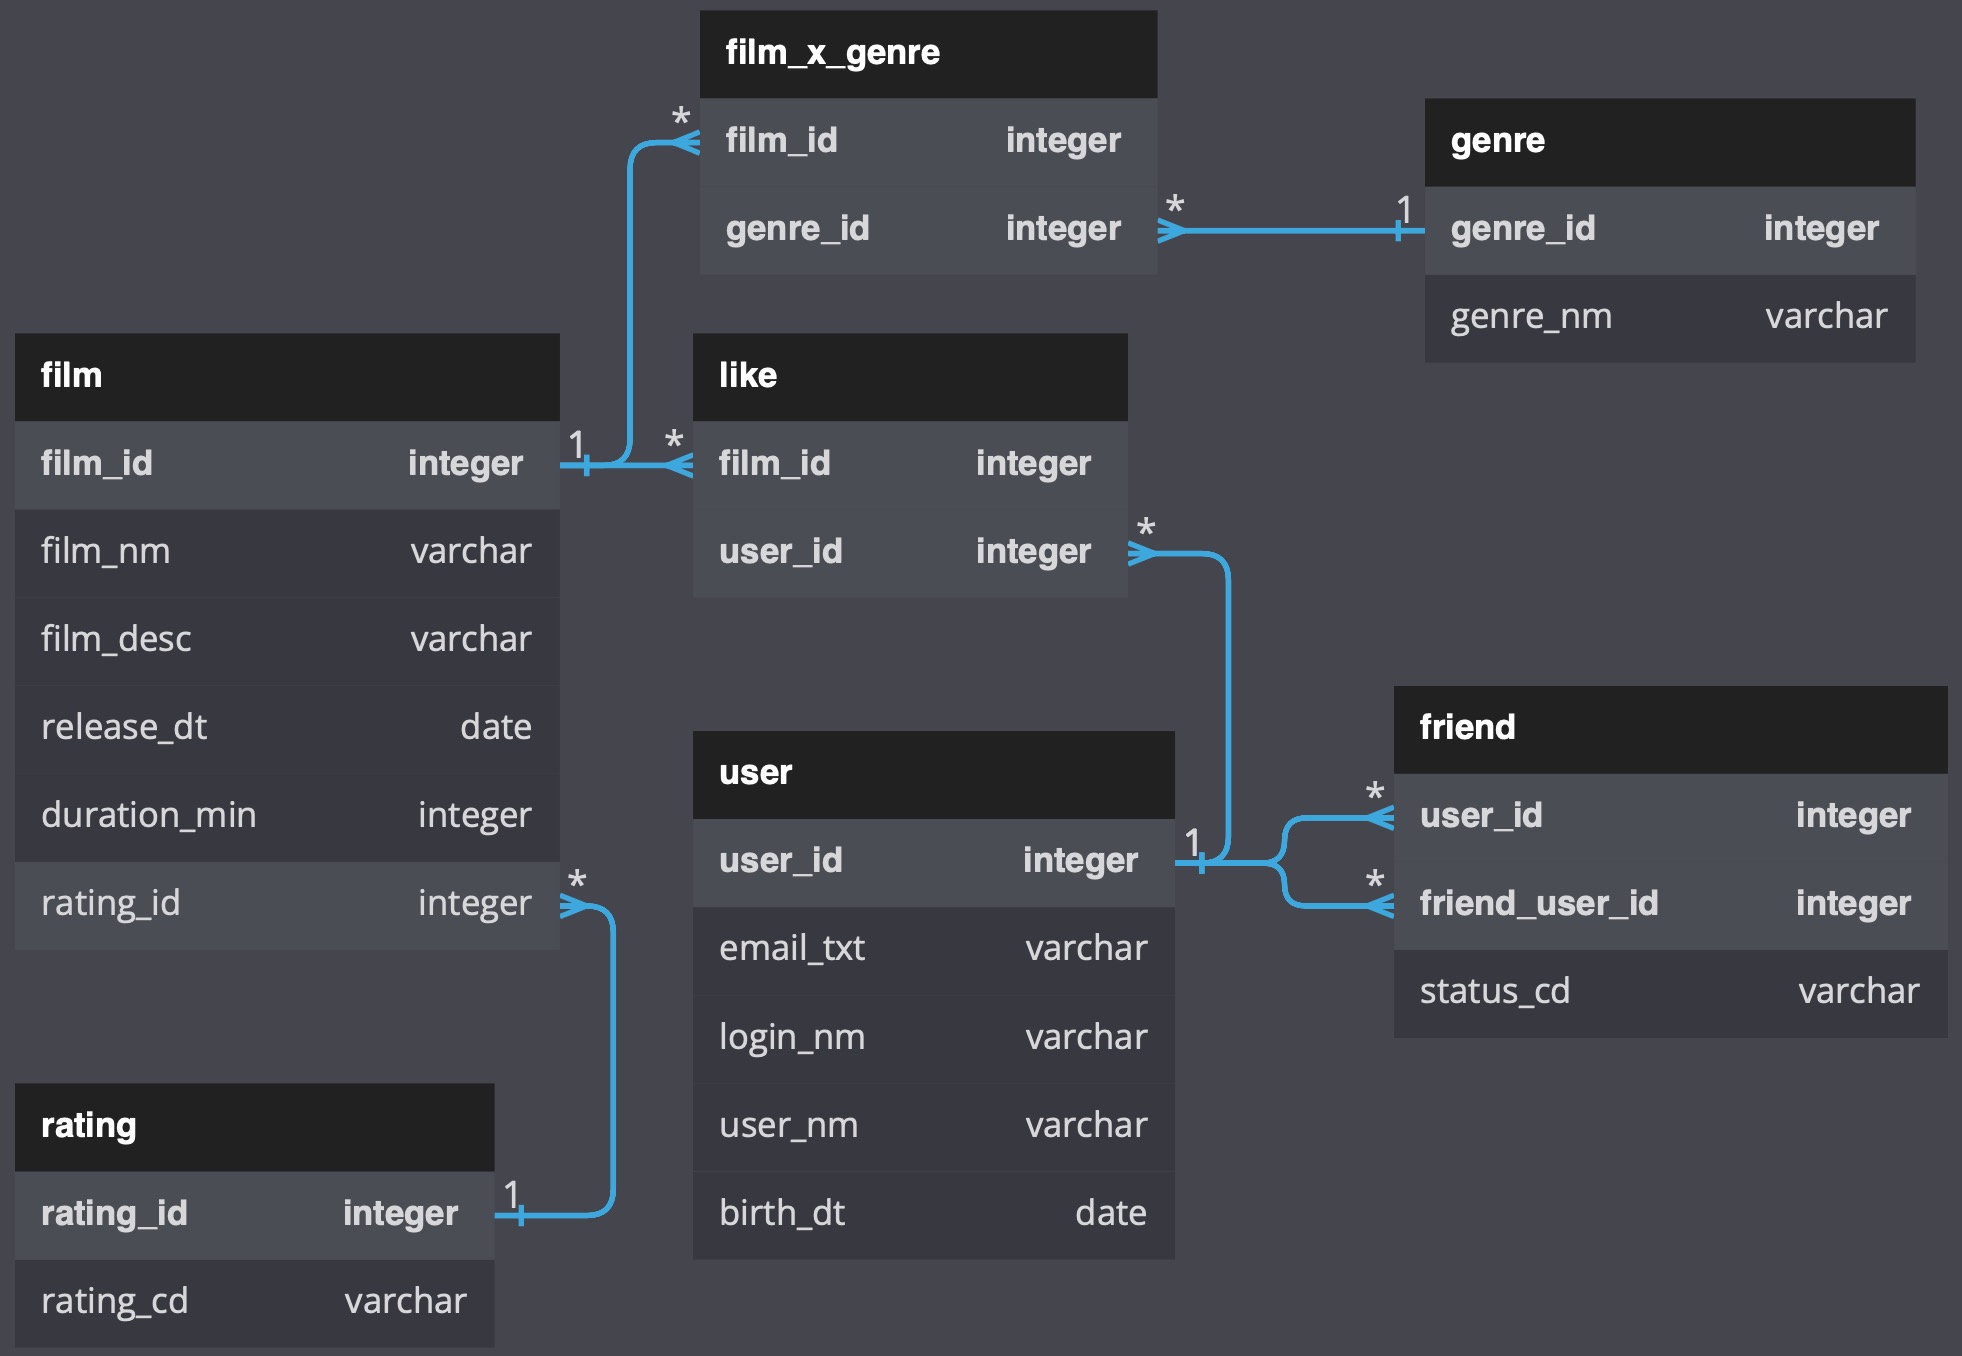 film_x_genre
film_id integer
genre_id integer
genre
genre_id integer
genre_nm varchar
* * 1
film
film_id integer
film_nm varchar
film_desc varchar
release_dt date
duration_min integer
rating_id integer
1 * *
like
film_id integer
user_id integer
*
user
user_id integer
email_txt varchar
login_nm varchar
user_nm varchar
birth_dt date
1 * *
friend
user_id integer
friend_user_id integer
status_cd varchar
rating
rating_id integer
rating_cd varchar
1